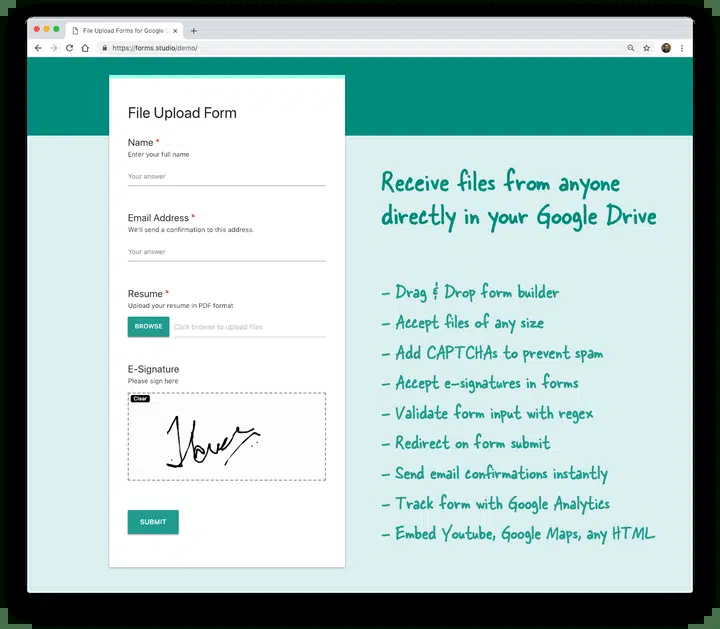 File Upload Forms for Google
https://forms.studio/demo/
File Upload Form
Name *
Enter your full name
Your answer
Email Address *
We'll send a confirmation to this address.
Your answer
Resume *
Upload your resume in PDF format
BROWSE Click browse to upload files
E-Signature
Please sign here
Clear
SUBMIT
Receive files from anyone
directly in your Google Drive
- Drag & Drop form builder
- Accept files of any size
- Add CAPTCHAs to prevent spam
- Accept e-signatures in forms
- Validate form input with regex
- Redirect on form submit
- Send email confirmations instantly
- Track form with Google Analytics
- Embed Youtube, Google Maps, any HTML